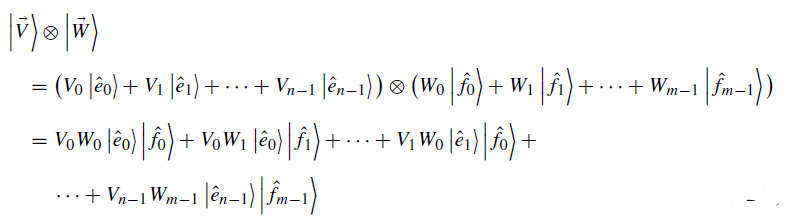 |V⃗⟩ ⊗ |W⃗⟩
= (V₀ |ê₀⟩ + V₁ |ê₁⟩ + ⋯ + Vₙ₋₁ |êₙ₋₁⟩) ⊗ (W₀ |f̂₀⟩ + W₁ |f̂₁⟩ + ⋯ + Wₘ₋₁ |f̂ₘ₋₁⟩)
= V₀W₀ |ê₀⟩ |f̂₀⟩ + V₀W₁ |ê₀⟩ |f̂₁⟩ + ⋯ + V₁W₀ |ê₁⟩ |f̂₀⟩ +
⋯ + Vₙ₋₁Wₘ₋₁ |êₙ₋₁⟩ |f̂ₘ₋₁⟩